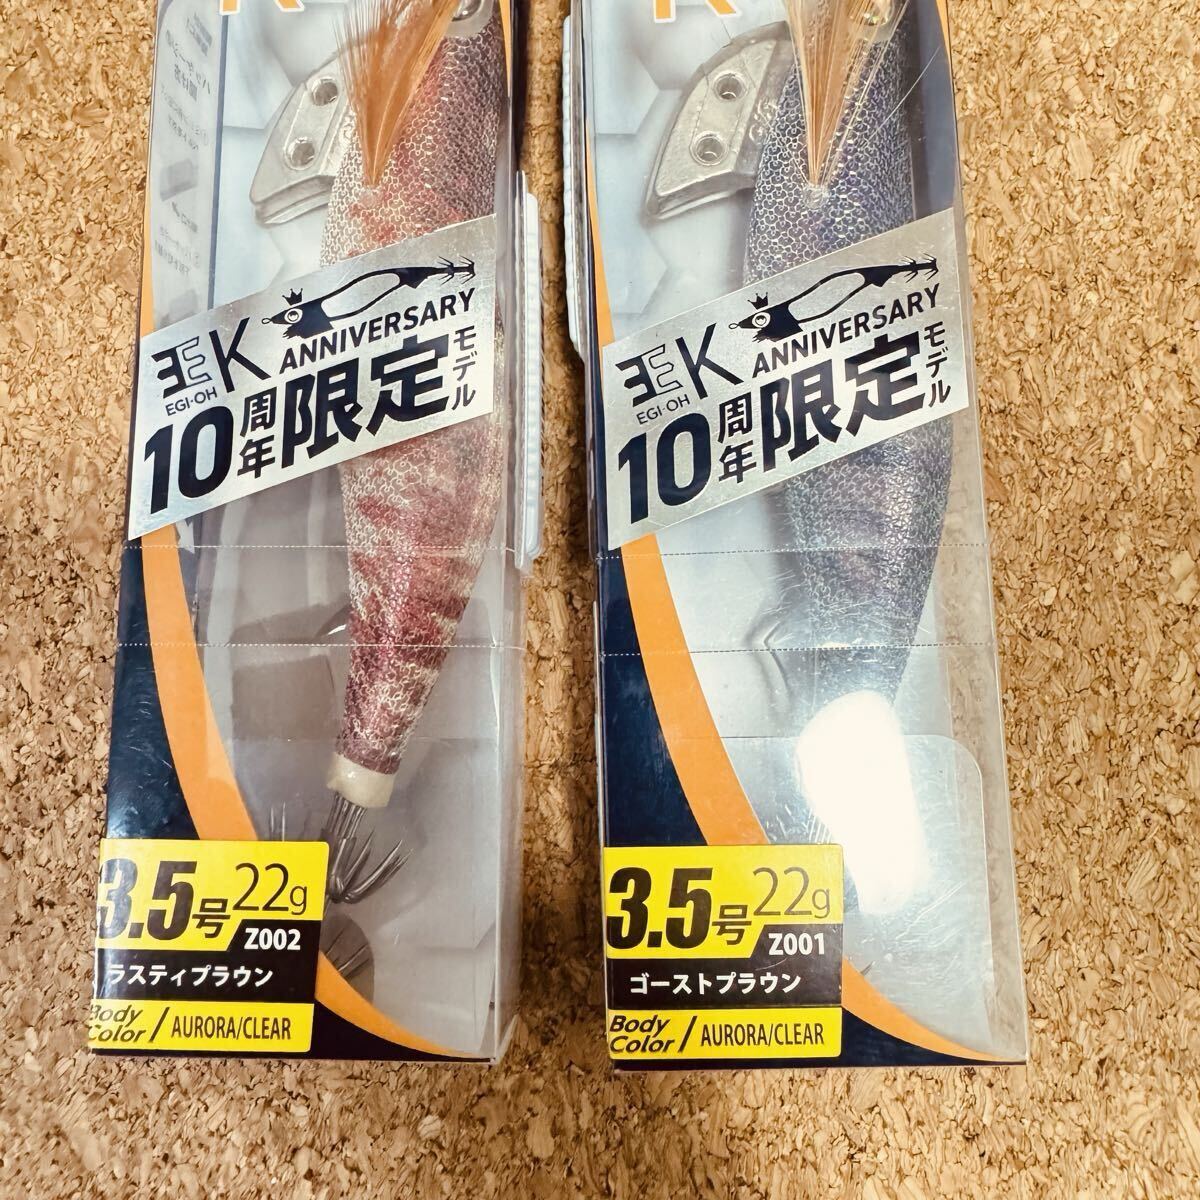 K
EK
EGI-OH
ANNIVERSARY
10周年限定モデル
3.5号
22g
Z002
ラスティブラウン
Body Color / AURORA/CLEAR
K
EK
EGI-OH
ANNIVERSARY
10周年限定モデル
3.5号
22g
Z001
ゴーストブラウン
Body Color / AURORA/CLEAR